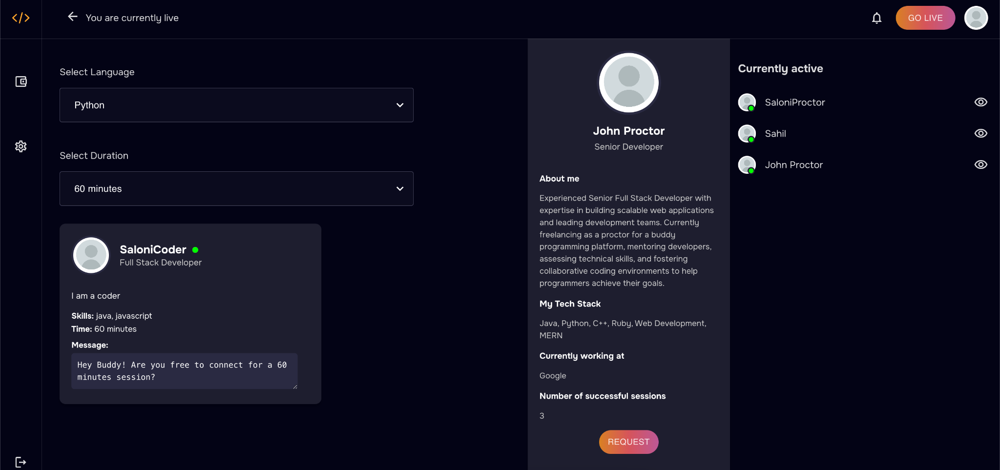 </>
You are currently live
GO LIVE
Select Language
Python
Select Duration
60 minutes
SaloniCoder
Full Stack Developer
I am a coder
Skills: java, javascript
Time: 60 minutes
Message:
Hey Buddy! Are you free to connect for a 60
minutes session?
John Proctor
Senior Developer
About me
Experienced Senior Full Stack Developer with
expertise in building scalable web applications
and leading development teams. Currently
freelancing as a proctor for a buddy
programming platform, mentoring developers,
assessing technical skills, and fostering
collaborative coding environments to help
programmers achieve their goals.
My Tech Stack
Java, Python, C++, Ruby, Web Development,
MERN
Currently working at
Google
Number of successful sessions
3
REQUEST
Currently active
SaloniProctor
Sahil
John Proctor